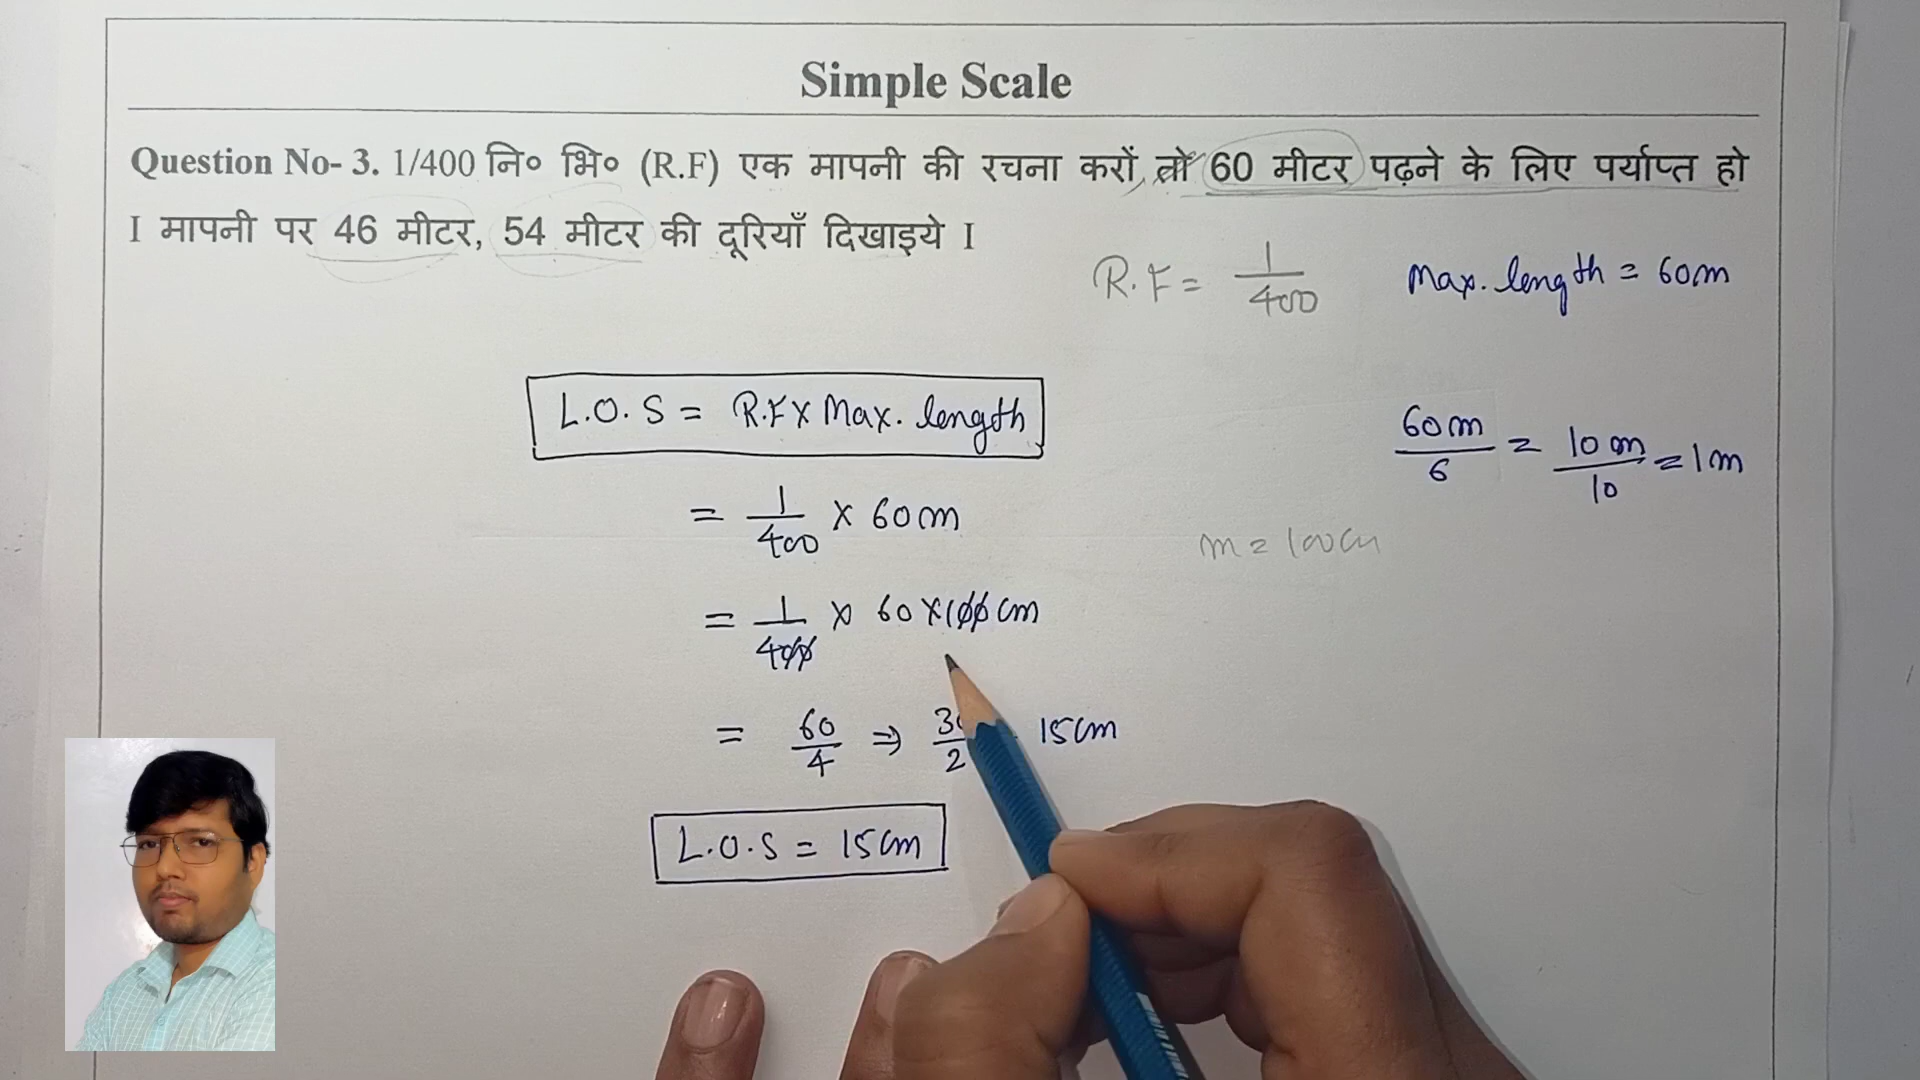 Simple Scale
Question No- 3. 1/400 नि० भि० (R.F) एक मापनी की रचना करों, तो 60 मीटर पढ़ने के लिए पर्याप्त हो
I मापनी पर 46 मीटर, 54 मीटर की दूरियाँ दिखाइये I
R.F = 1/400 Max. length = 60m
L.O.S = R.F X Max. length
60m/6 = 10m/10 = 1m
= 1/400 X 60m
m = 100cm
= 1/400 X 60 X 100 cm
= 60/4 ⇒ 15cm
L.O.S = 15cm